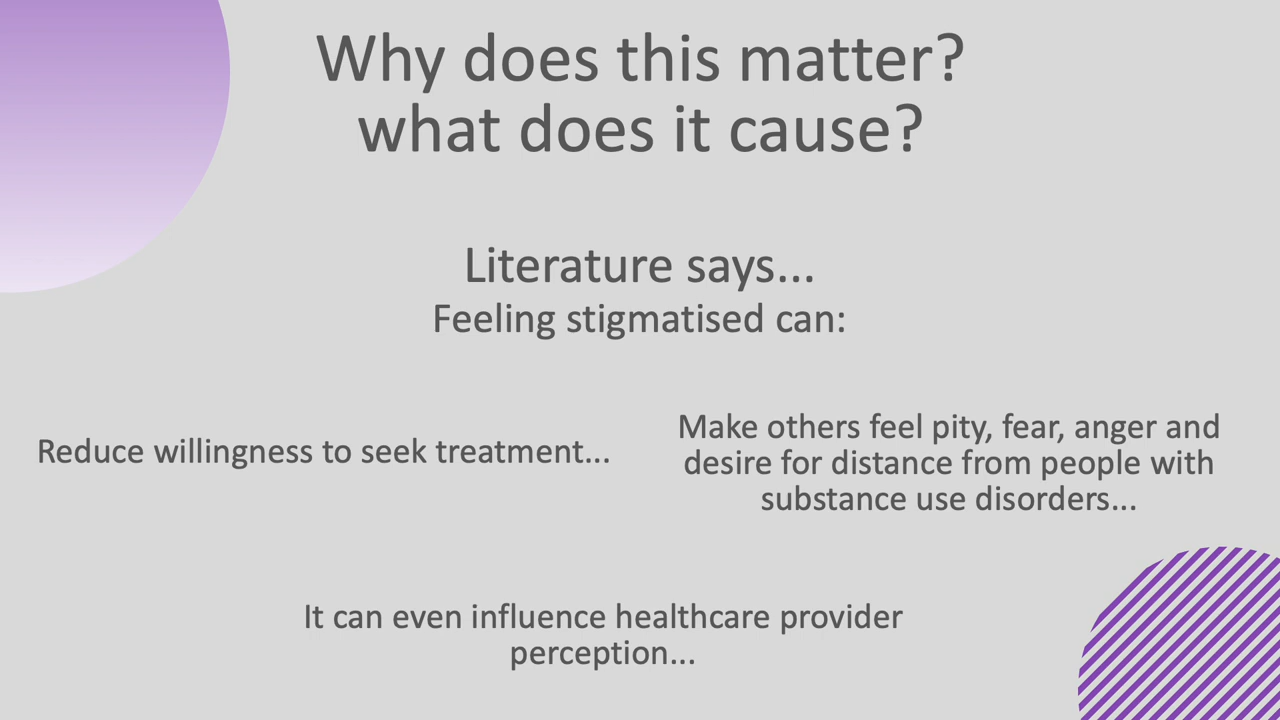 Why does this matter?
what does it cause?
Literature says...
Feeling stigmatised can:
Reduce willingness to seek treatment...
Make others feel pity, fear, anger and
desire for distance from people with
substance use disorders...
It can even influence healthcare provider
perception...